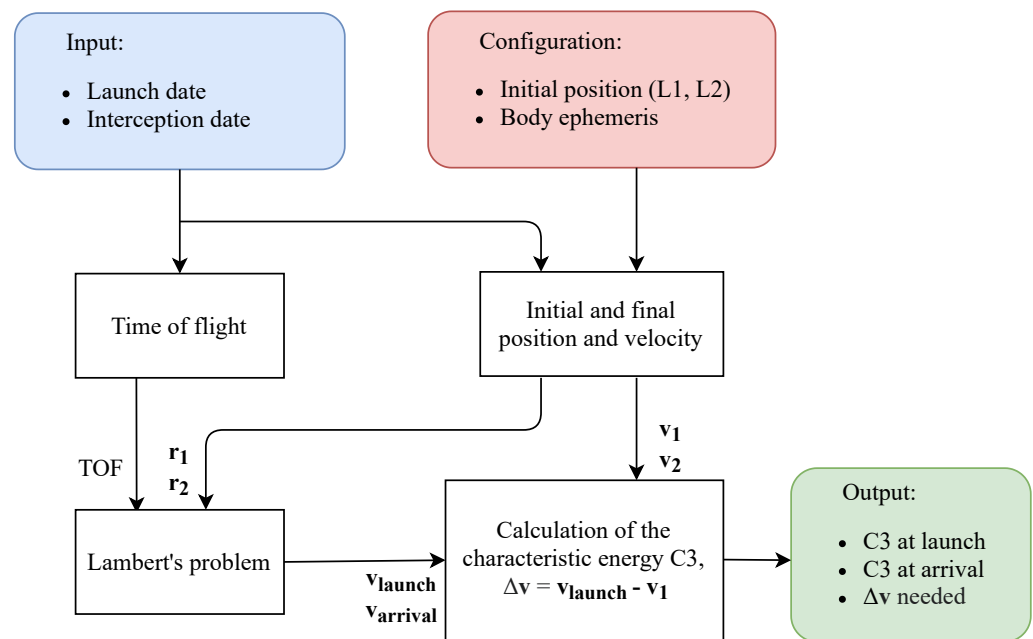 Input:
• Launch date
• Interception date
Configuration:
• Initial position (L1, L2)
• Body ephemeris
Time of flight
Initial and final
position and velocity
TOF
r1
r2
v1
v2
Lambert's problem
vlaunch
varrival
Calculation of the
characteristic energy C3,
Δv = vlaunch - v1
Output:
• C3 at launch
• C3 at arrival
• Δv needed